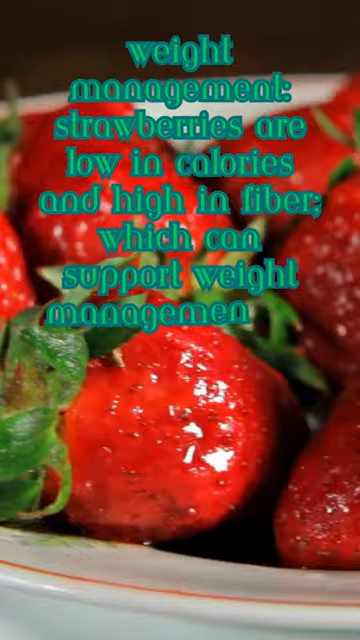 weight
management:
strawberries are
low in calories
and high in fiber;
which can
support weight
managemen